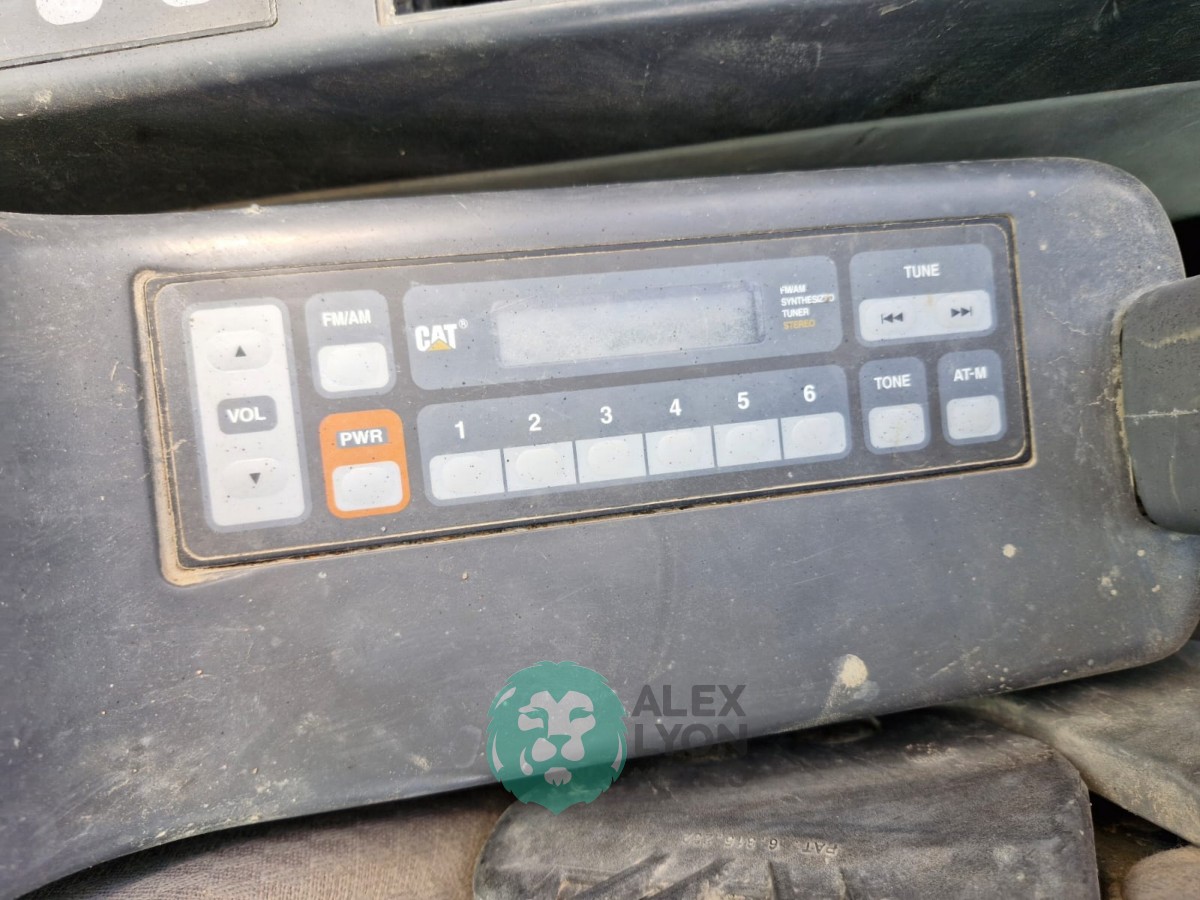 FM/AM
CAT®
FM/AM
SYNTHESIZED
TUNER
STEREO
TUNE
VOL
PWR
1 2 3 4 5 6
TONE
AT-M
ALEX
LYON